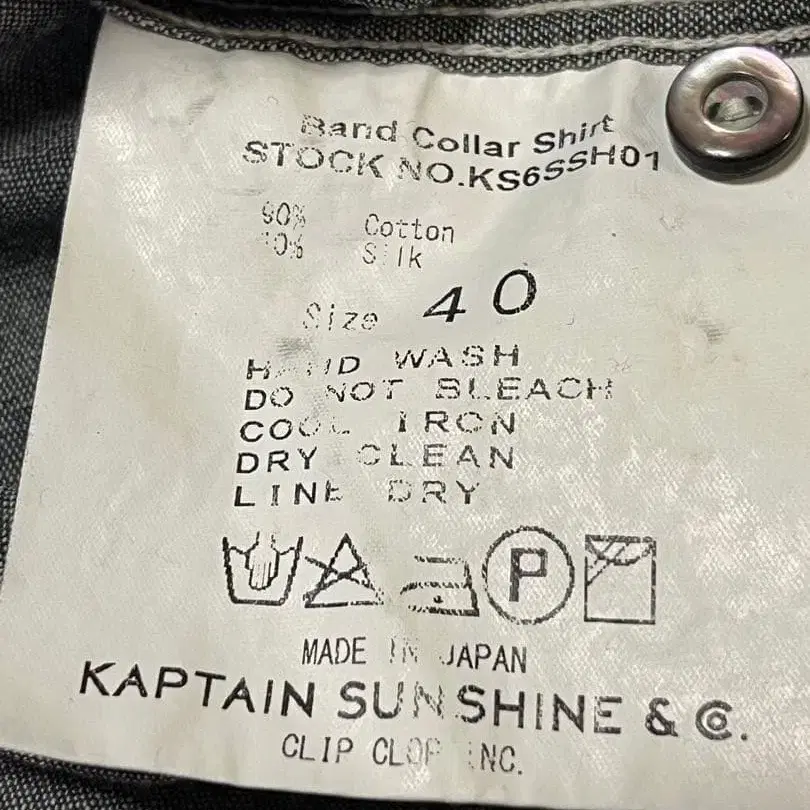 Band Collar Shirt
STOCK NO.KS6SSH01
90% Cotton
10% Silk
Size 40
HAND WASH
DO NOT BLEACH
COOL IRON
DRY CLEAN
LINE DRY
P
MADE IN JAPAN
KAPTAIN SUNSHINE & Co.
CLIP CLOP INC.